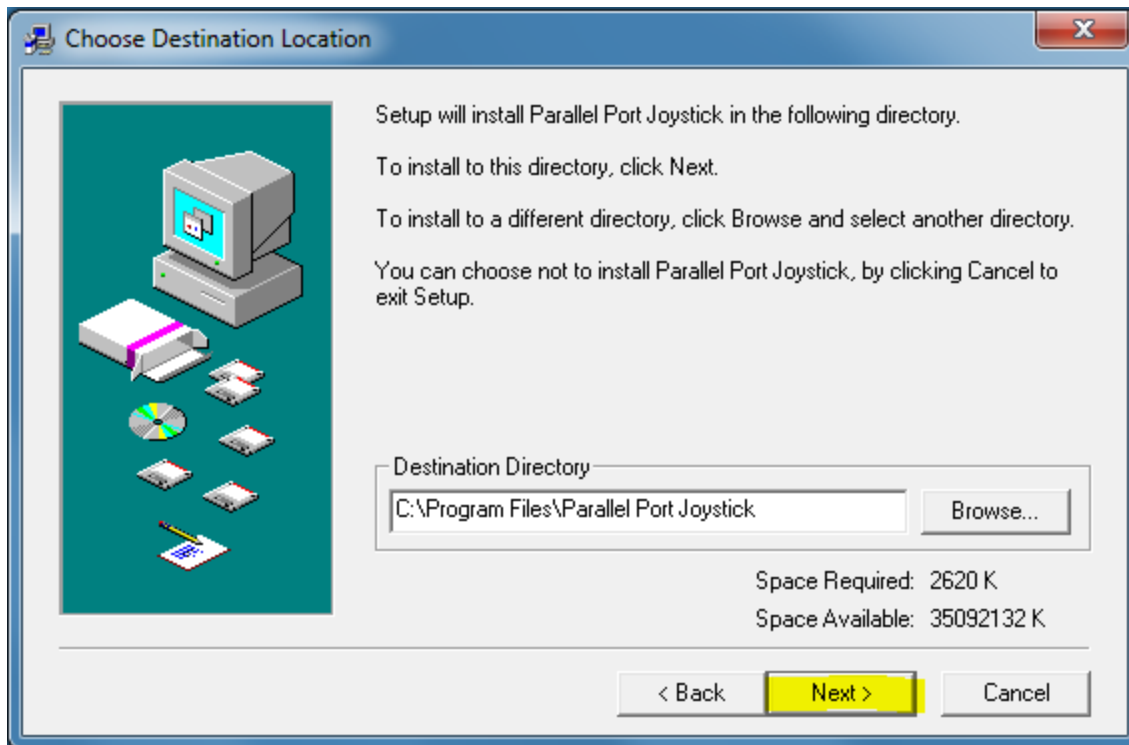 Choose Destination Location
Setup will install Parallel Port Joystick in the following directory.
To install to this directory, click Next.
To install to a different directory, click Browse and select another directory.
You can choose not to install Parallel Port Joystick, by clicking Cancel to
exit Setup.
Destination Directory
C:\Program Files\Parallel Port Joystick
Browse...
Space Required: 2620 K
Space Available: 35092132 K
< Back
Next >
Cancel